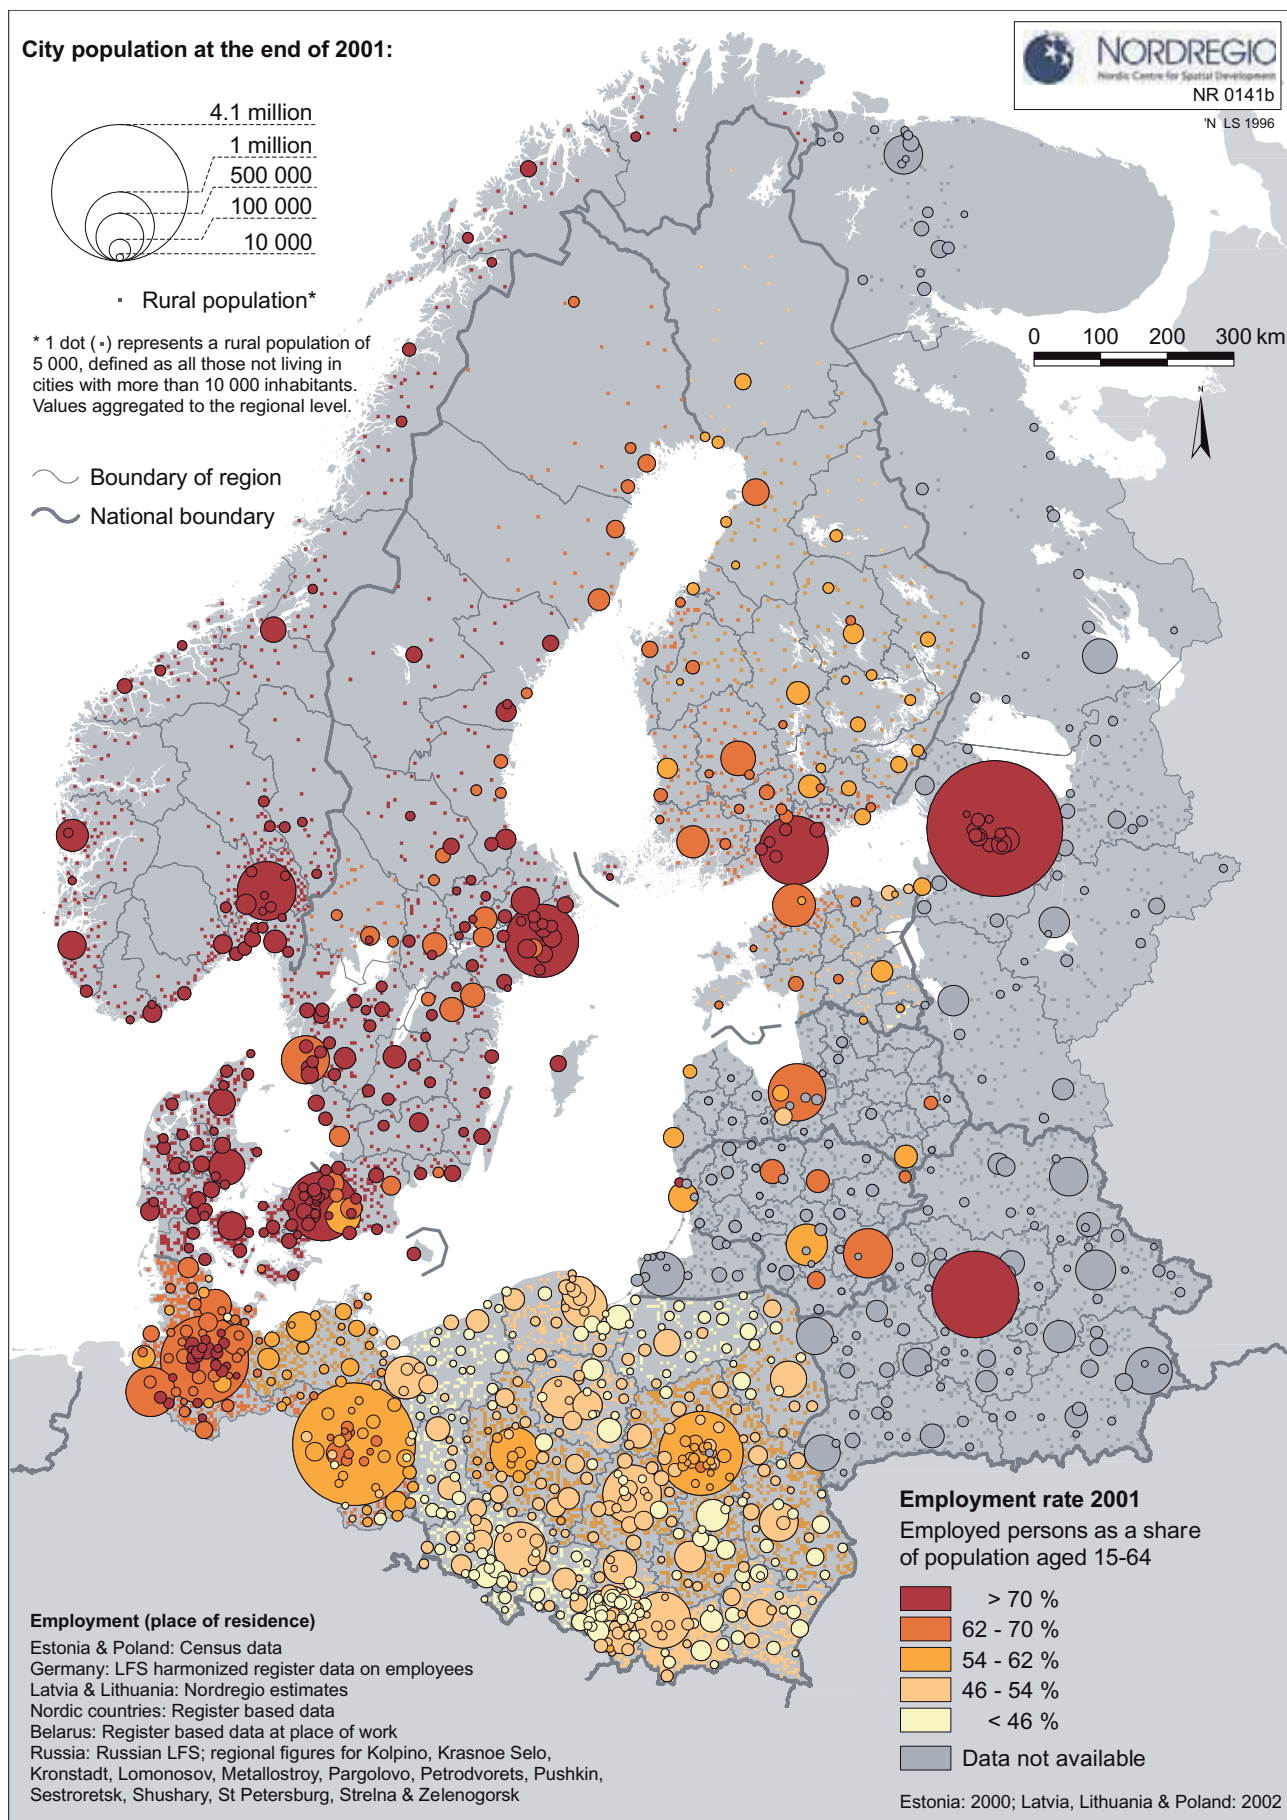 City population at the end of 2001:
4.1 million
1 million
500 000
100 000
10 000
Rural population*
* 1 dot ( ▪ ) represents a rural population of
5 000, defined as all those not living in
cities with more than 10 000 inhabitants.
Values aggregated to the regional level.
Boundary of region
National boundary
NORDREGIO
Nordic Centre for Spatial Development
NR 0141b
'N LS 1996
0 100 200 300 km
N
Employment rate 2001
Employed persons as a share
of population aged 15-64
> 70 %
62 - 70 %
54 - 62 %
46 - 54 %
< 46 %
Data not available
Estonia: 2000; Latvia, Lithuania & Poland: 2002
Employment (place of residence)
Estonia & Poland: Census data
Germany: LFS harmonized register data on employees
Latvia & Lithuania: Nordregio estimates
Nordic countries: Register based data
Belarus: Register based data at place of work
Russia: Russian LFS; regional figures for Kolpino, Krasnoe Selo,
Kronstadt, Lomonosov, Metallostroy, Pargolovo, Petrodvorets, Pushkin,
Sestroretsk, Shushary, St Petersburg, Strelna & Zelenogorsk